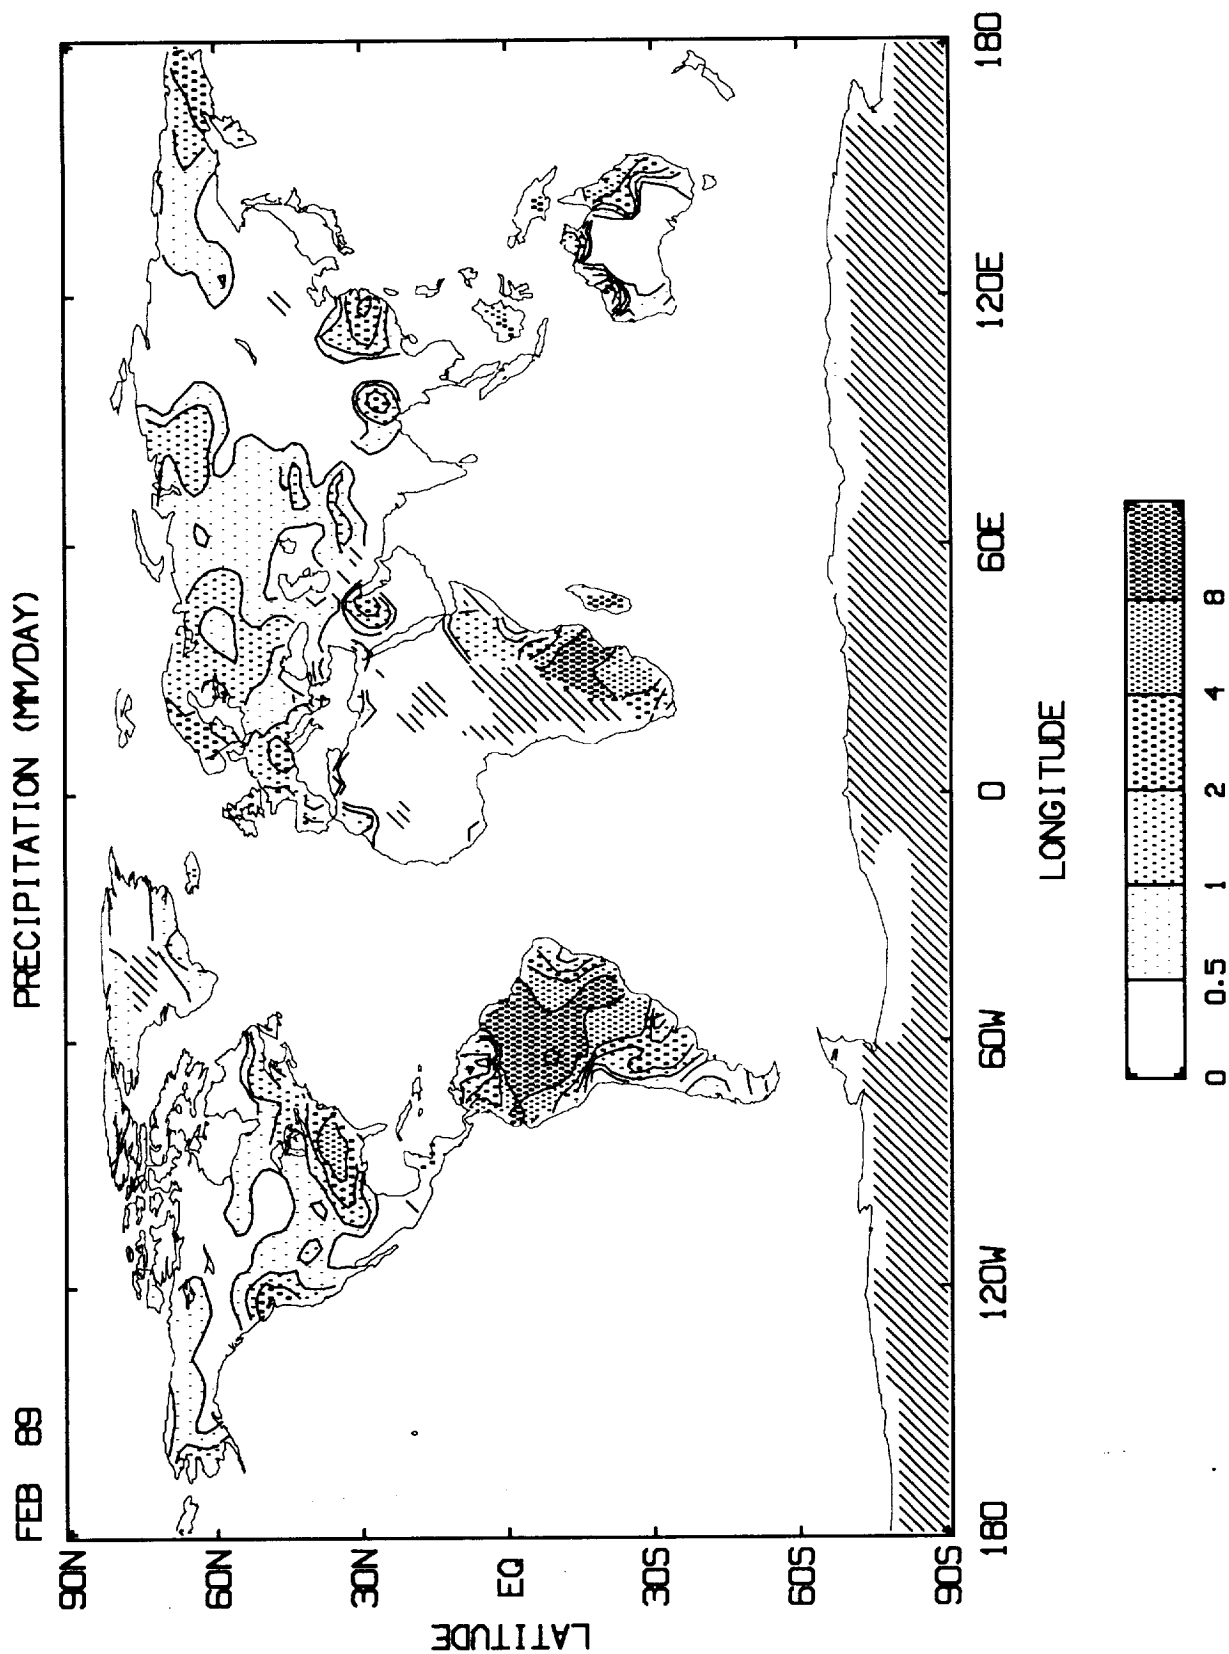 FEB 89 PRECIPITATION (MM/DAY)
90N
60N
30N
EQ
30S
60S
90S
LATITUDE
180 120W 60W 0 60E 120E 180
LONGITUDE
0 0.5 1 2 4 8